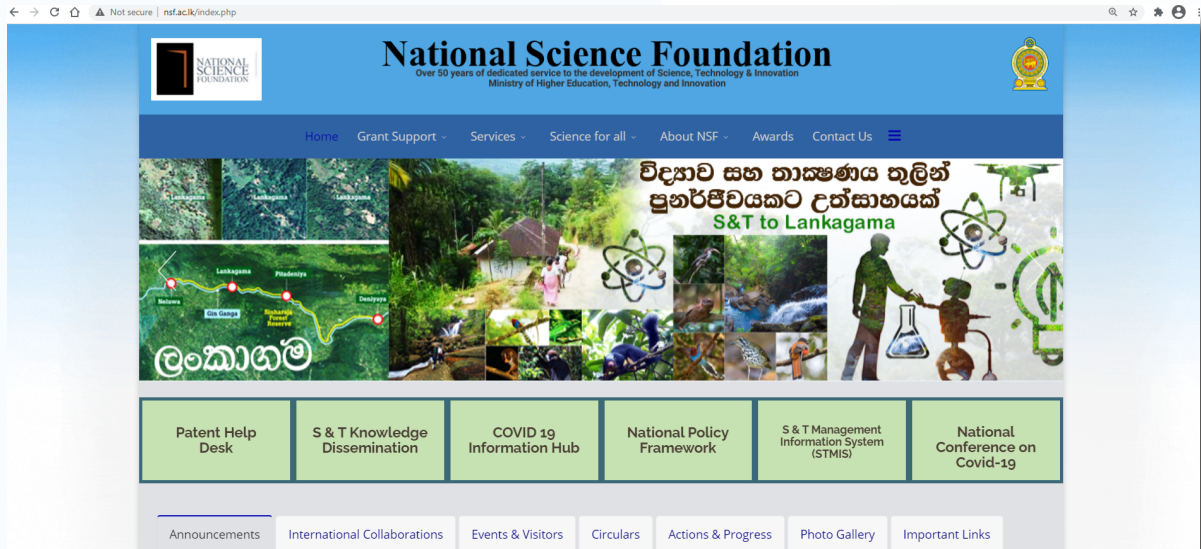 Not secure | nsf.ac.lk/index.php
NATIONAL
SCIENCE
FOUNDATION
National Science Foundation
Over 50 years of dedicated service to the development of Science, Technology & Innovation
Ministry of Higher Education, Technology and Innovation
Home Grant Support Services Science for all About NSF Awards Contact Us
Lankagama Lankagama Lankagama
විද්‍යාව සහ තාක්‍ෂණය තුලින්
පුනර්ජීවයකට උත්සාහයක්
S&T to Lankagama
Lankagama
Pitadeniya
Neluwa
Gin Ganga
Sinharaja
Forest
Reserve
Deniyaya
ලංකාගම
Patent Help
Desk
S & T Knowledge
Dissemination
COVID 19
Information Hub
National Policy
Framework
S & T Management
Information System
(STMIS)
National
Conference on
Covid-19
Announcements International Collaborations Events & Visitors Circulars Actions & Progress Photo Gallery Important Links